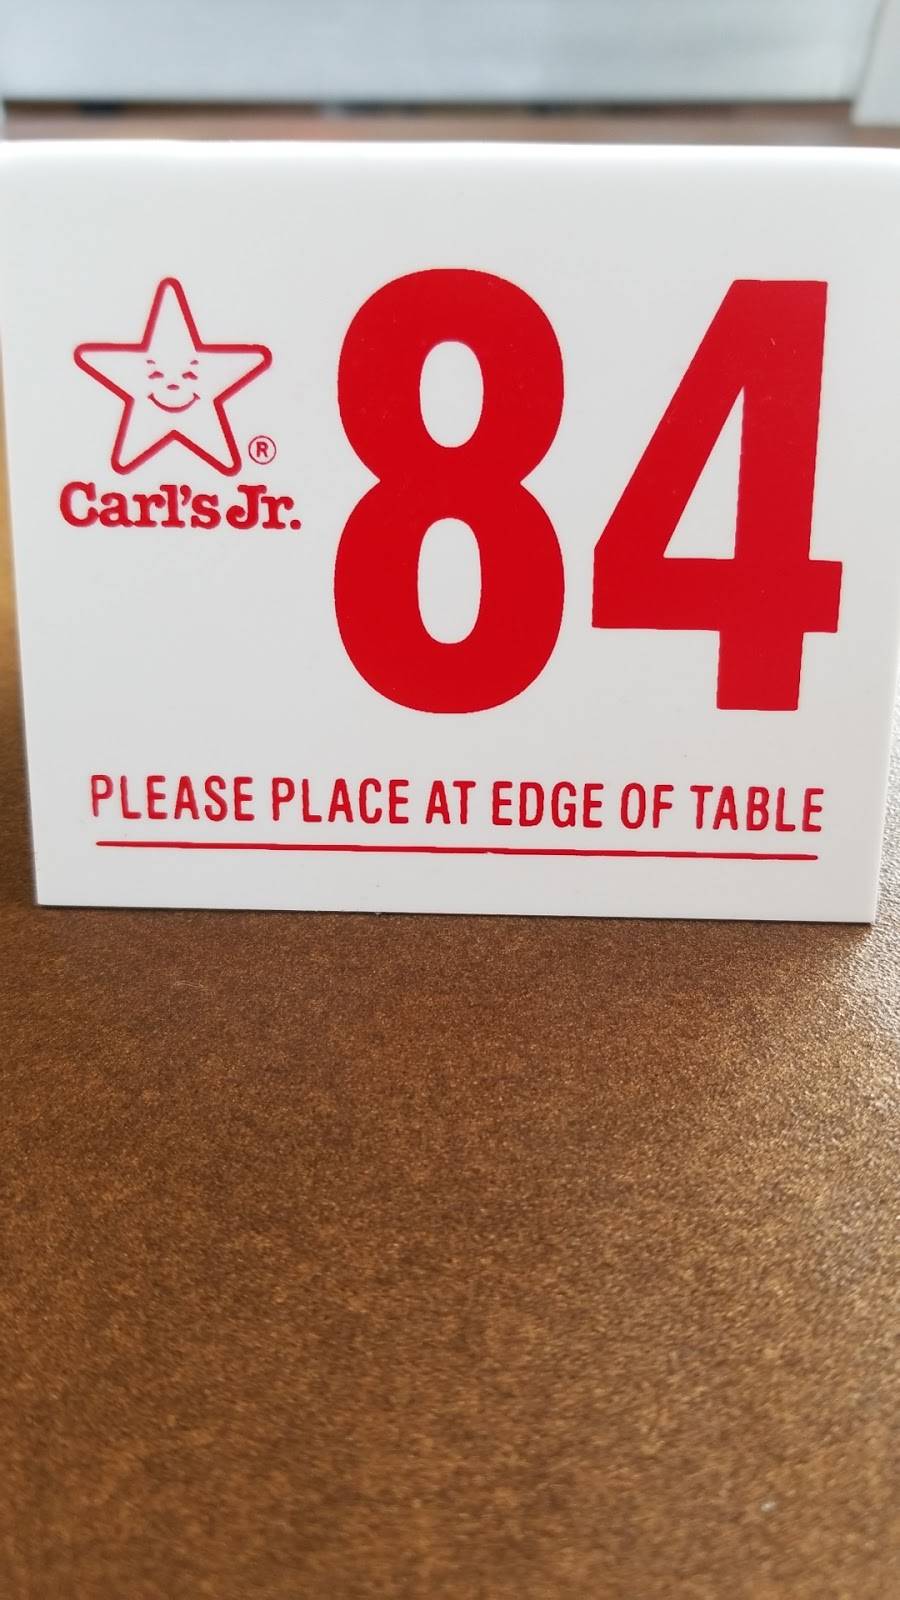 84
®
Carl's Jr.
PLEASE PLACE AT EDGE OF TABLE